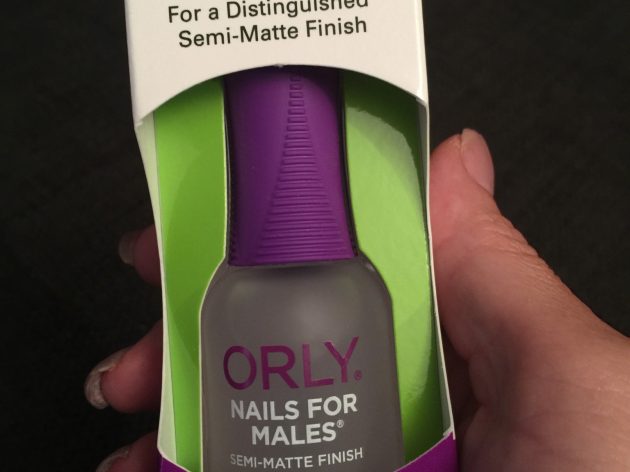 For a Distinguished
Semi-Matte Finish
ORLY®
NAILS FOR
MALES®
SEMI-MATTE FINISH